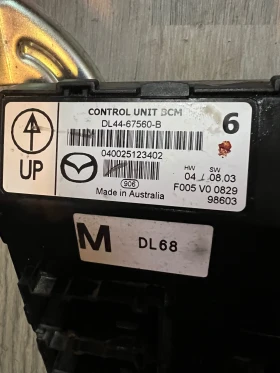 CONTROL UNIT BCM
DL44-67560-B
6
UP
040025123402
HW SW
04 / 08.03
906
Made in Australia
F005 V0 0829
98603
M DL68